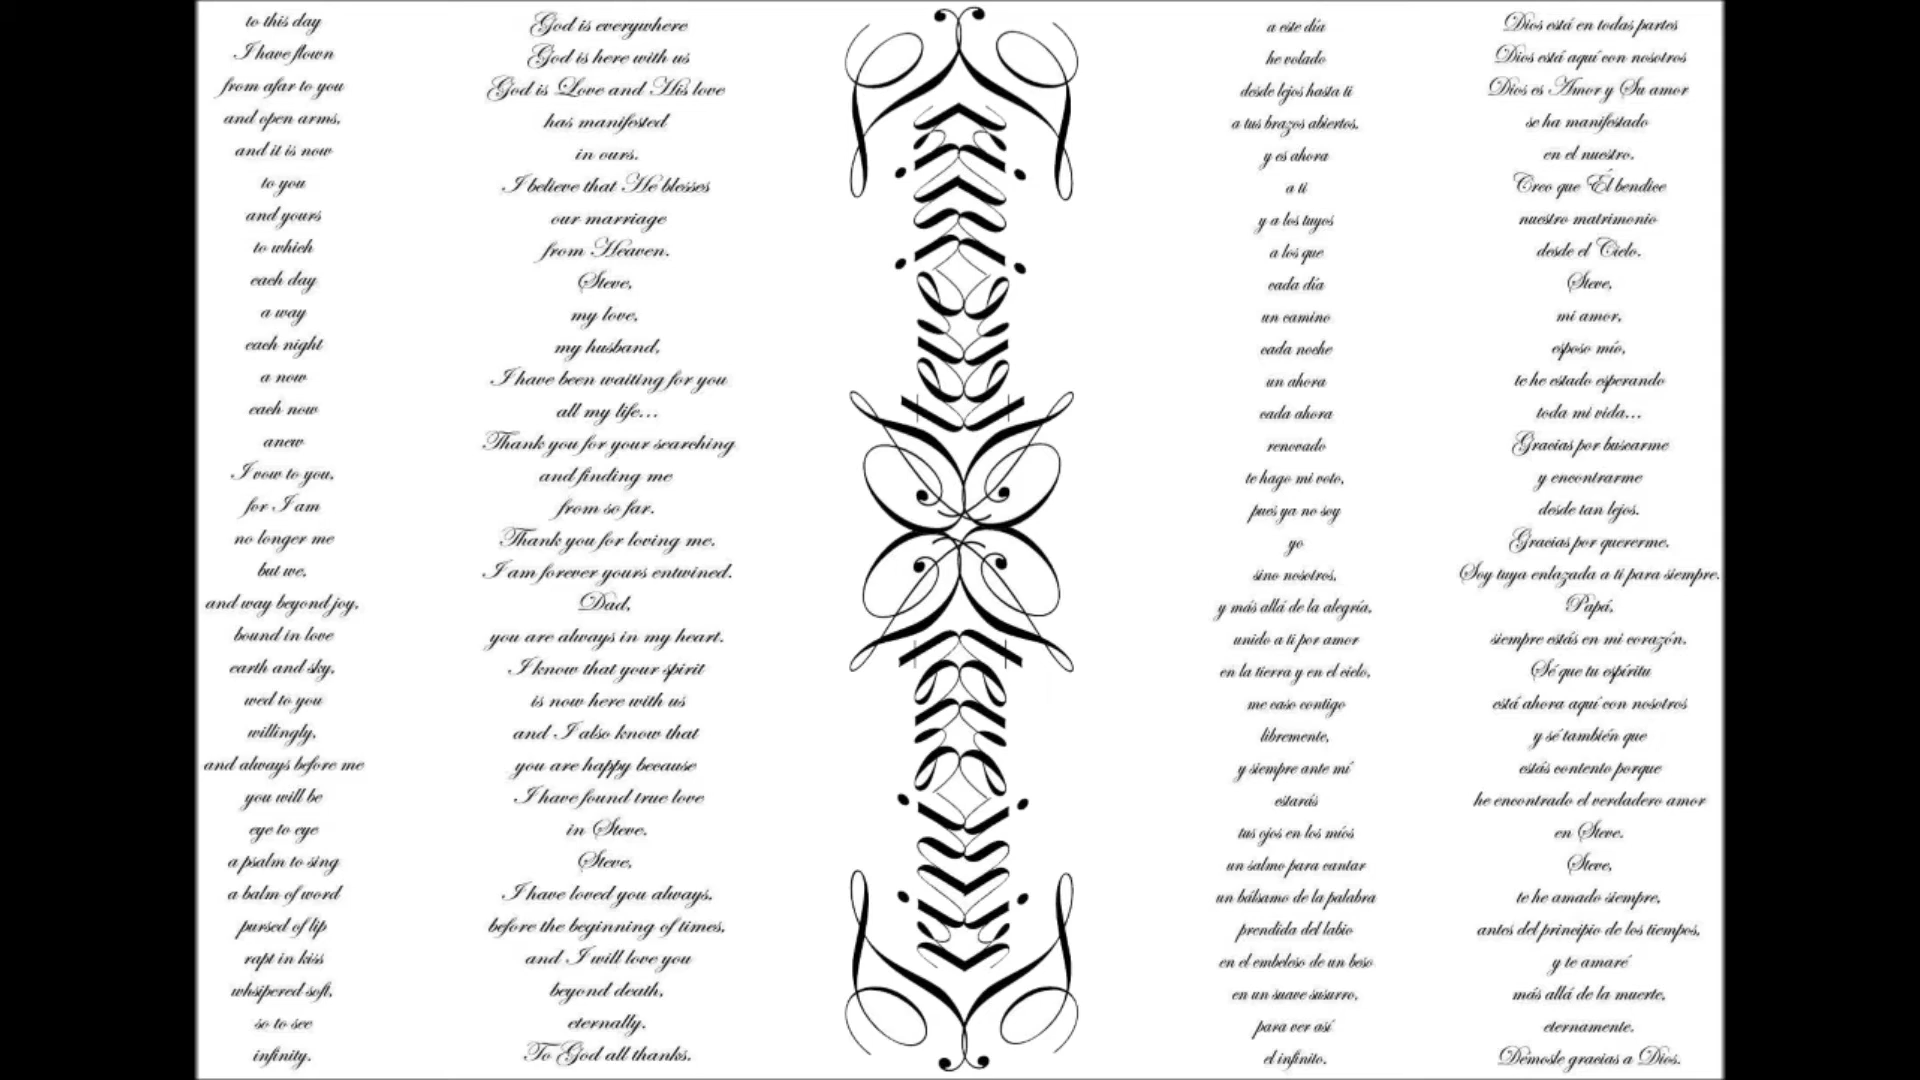 to this day
I have flown
from afar to you
and open arms,
and it is now
to you
and yours
to which
each day
a way
each night
a now
each now
anew
I vow to you,
for I am
no longer me
but we,
and way beyond joy,
bound in love
earth and sky,
wed to you
willingly,
and always before me
you will be
eye to eye
a psalm to sing
a balm of word
pursed of lip
rapt in kiss
whsipered soft,
so to see
infinity.
God is everywhere
God is here with us
God is Love and His love
has manifested
in ours.
I believe that He blesses
our marriage
from Heaven.
Steve,
my love,
my husband,
I have been waiting for you
all my life...
Thank you for your searching
and finding me
from so far.
Thank you for loving me.
I am forever yours entwined.
Dad,
you are always in my heart.
I know that your spirit
is now here with us
and I also know that
you are happy because
I have found true love
in Steve.
Steve,
I have loved you always,
before the beginning of times,
and I will love you
beyond death,
eternally.
To God all thanks.
a este día
he volado
desde lejos hasta ti
a tus brazos abiertos,
y es ahora
a ti
y a los tuyos
a los que
cada día
un camino
cada noche
un ahora
cada ahora
renovado
te hago mi voto,
pues ya no soy
yo
sino nosotros,
y más allá de la alegría,
unido a ti por amor
en la tierra y en el cielo,
me caso contigo
libremente,
y siempre ante mí
estarás
tus ojos en los míos
un salmo para cantar
un bálsamo de la palabra
prendida del labio
en el embeleso de un beso
en un suave susurro,
para ver así
el infinito.
Dios está en todas partes
Dios está aquí con nosotros
Dios es Amor y Su amor
se ha manifestado
en el nuestro.
Creo que Él bendice
nuestro matrimonio
desde el Cielo.
Steve,
mi amor,
esposo mío,
te he estado esperando
toda mi vida...
Gracias por buscarme
y encontrarme
desde tan lejos.
Gracias por quererme.
Soy tuya enlazada a ti para siempre.
Papá,
siempre estás en mi corazón.
Sé que tu espíritu
está ahora aquí con nosotros
y sé también que
estás contento porque
he encontrado el verdadero amor
en Steve.
Steve,
te he amado siempre,
antes del principio de los tiempos,
y te amaré
más allá de la muerte,
eternamente.
Démosle gracias a Dios.